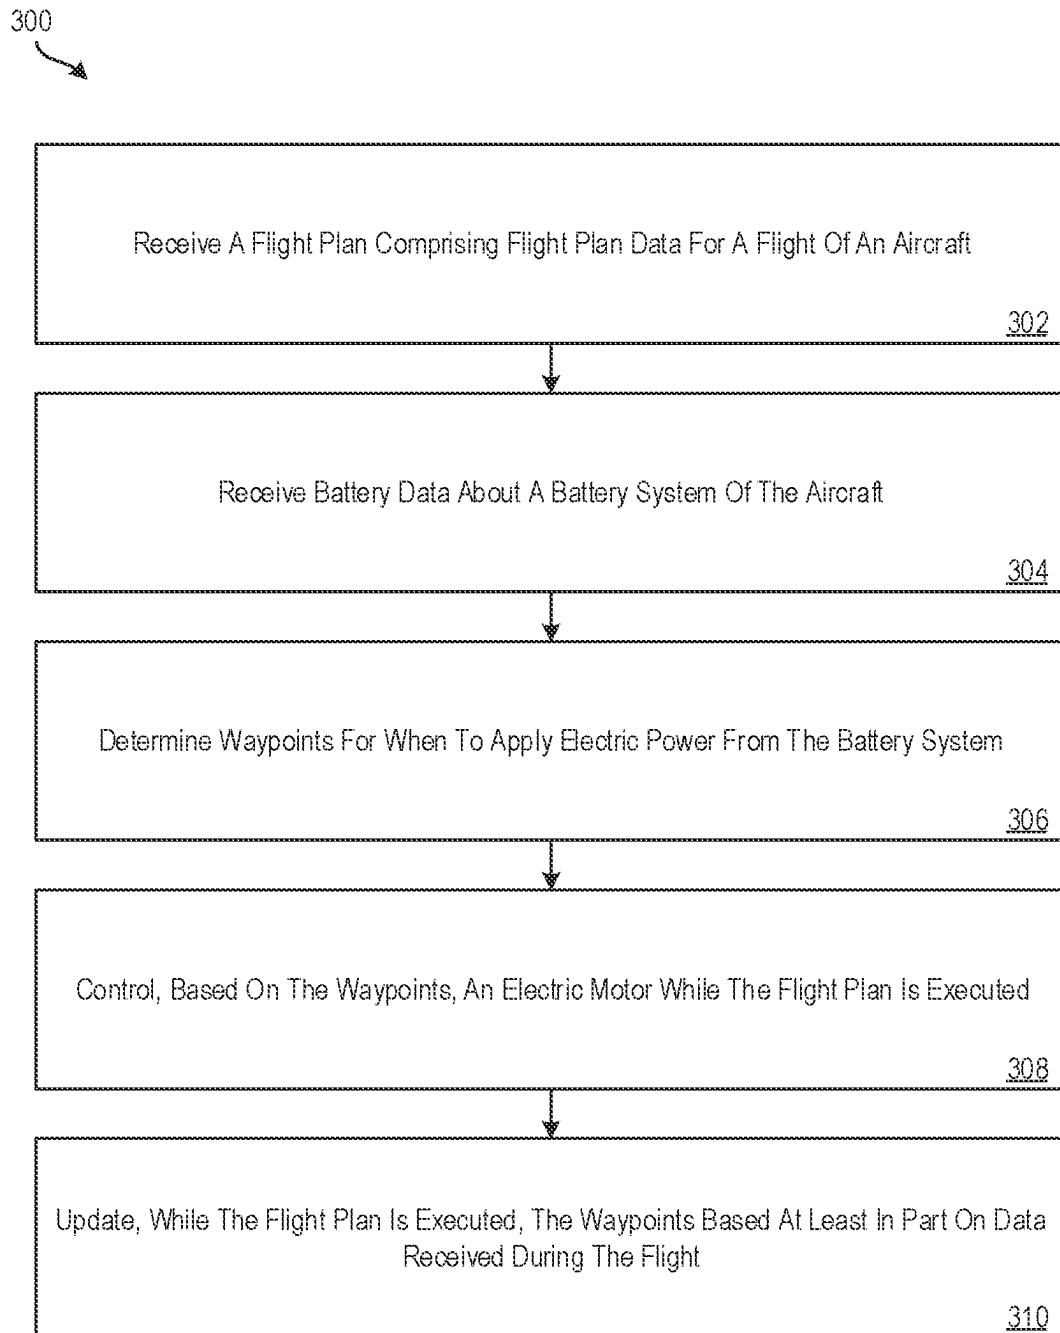 300
Receive A Flight Plan Comprising Flight Plan Data For A Flight Of An Aircraft
302
Receive Battery Data About A Battery System Of The Aircraft
304
Determine Waypoints For When To Apply Electric Power From The Battery System
306
Control, Based On The Waypoints, An Electric Motor While The Flight Plan Is Executed
308
Update, While The Flight Plan Is Executed, The Waypoints Based At Least In Part On Data
Received During The Flight
310